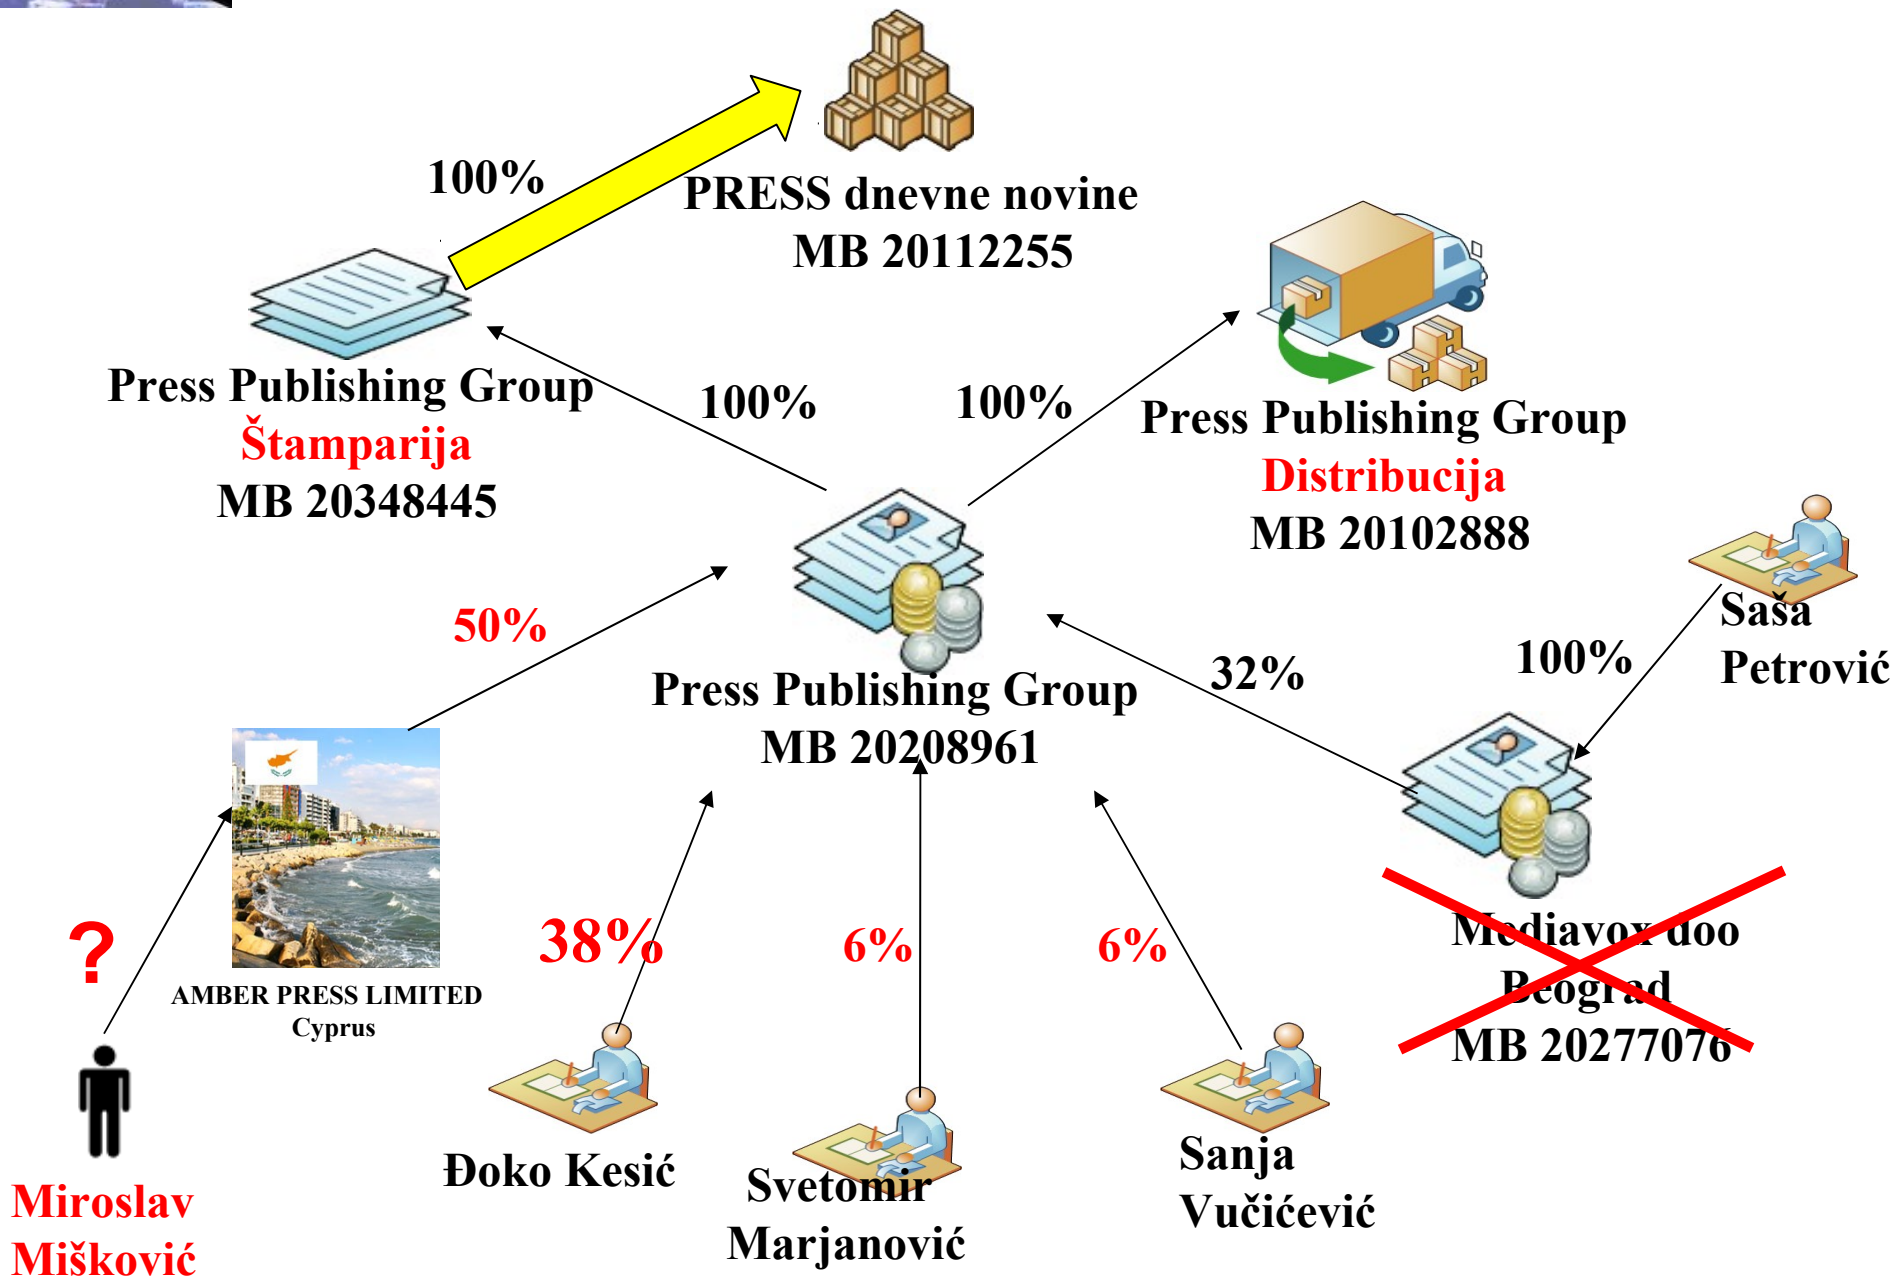 100%
PRESS dnevne novine
MB 20112255
Press Publishing Group
Štamparija
MB 20348445
100%
100%
Press Publishing Group
Distribucija
MB 20102888
50%
Press Publishing Group
MB 20208961
32%
100%
Saša
Petrović
?
AMBER PRESS LIMITED
Cyprus
38%
6%
6%
Mediavox doo
Beograd
MB 20277076
Miroslav
Mišković
Đoko Kesić
Svetomir
Marjanović
Sanja
Vučićević